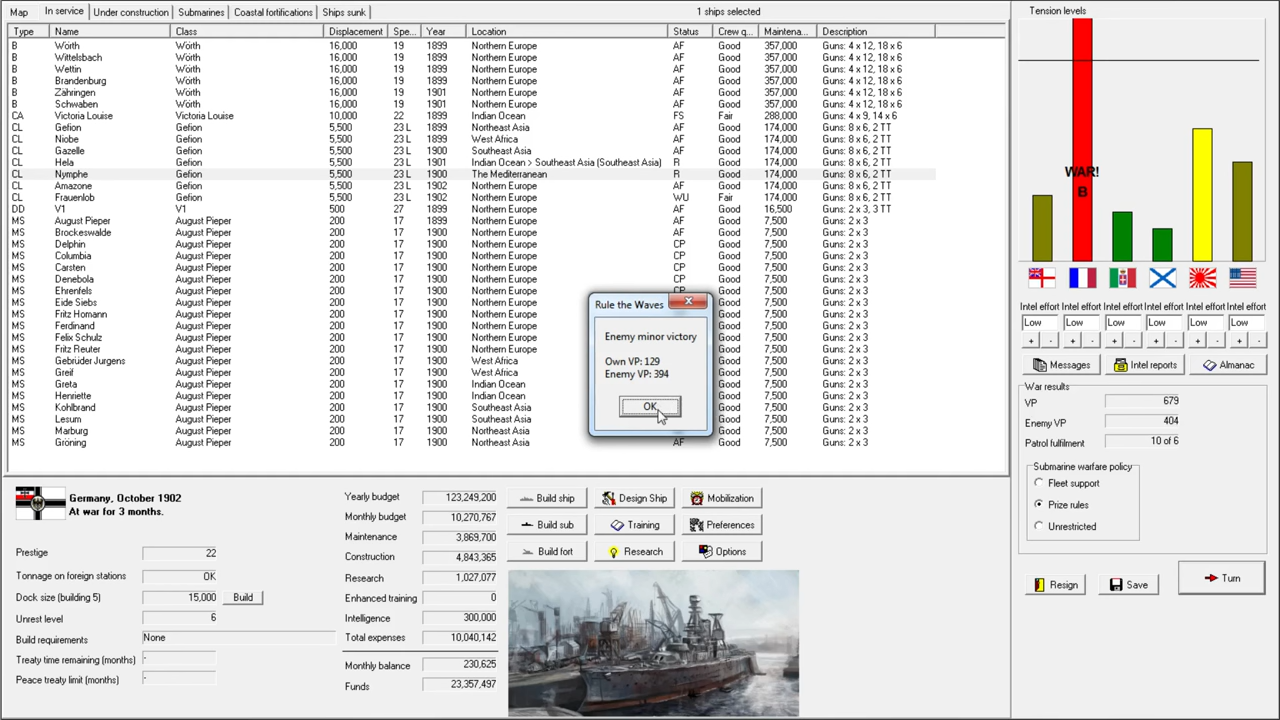 Map In service Under construction Submarines Coastal fortifications Ships sunk 1 ships selected
Type Name Class Displacement Spe... Year Location Status Crew q... Maintena... Description
B Wörth Wörth 16,000 19 1899 Northern Europe AF Good 357,000 Guns: 4 x 12, 18 x 6
B Wittelsbach Wörth 16,000 19 1899 Northern Europe AF Good 357,000 Guns: 4 x 12, 18 x 6
B Wettin Wörth 16,000 19 1899 Northern Europe AF Good 357,000 Guns: 4 x 12, 18 x 6
B Brandenburg Wörth 16,000 19 1899 Northern Europe AF Good 357,000 Guns: 4 x 12, 18 x 6
B Zähringen Wörth 16,000 19 1901 Northern Europe AF Good 357,000 Guns: 4 x 12, 18 x 6
B Schwaben Wörth 16,000 19 1901 Northern Europe AF Good 357,000 Guns: 4 x 12, 18 x 6
CA Victoria Louise Victoria Louise 10,000 22 1899 Indian Ocean FS Fair 288,000 Guns: 4 x 9, 14 x 6
CL Gefion Gefion 5,500 23 L 1899 Northeast Asia AF Good 174,000 Guns: 8 x 6, 2 TT
CL Niobe Gefion 5,500 23 L 1899 West Africa AF Good 174,000 Guns: 8 x 6, 2 TT
CL Gazelle Gefion 5,500 23 L 1900 Southeast Asia AF Good 174,000 Guns: 8 x 6, 2 TT
CL Hela Gefion 5,500 23 L 1901 Indian Ocean > Southeast Asia (Southeast Asia) R Good 174,000 Guns: 8 x 6, 2 TT
CL Nymphe Gefion 5,500 23 L 1900 The Mediterranean R Good 174,000 Guns: 8 x 6, 2 TT
CL Amazone Gefion 5,500 23 L 1902 Northern Europe AF Good 174,000 Guns: 8 x 6, 2 TT
CL Frauenlob Gefion 5,500 23 L 1902 Northern Europe WU Fair 174,000 Guns: 8 x 6, 2 TT
DD V1 V1 500 27 1899 Northern Europe AF Good 16,500 Guns: 2 x 3, 3 TT
MS August Pieper August Pieper 200 17 1900 Northern Europe AF Good 7,500 Guns: 2 x 3
MS Brockeswalde August Pieper 200 17 1900 Northern Europe AF Good 7,500 Guns: 2 x 3
MS Delphin August Pieper 200 17 1900 Northern Europe CP Good 7,500 Guns: 2 x 3
MS Columbia August Pieper 200 17 1900 Northern Europe CP Good 7,500 Guns: 2 x 3
MS Carsten August Pieper 200 17 1900 Northern Europe CP Good 7,500 Guns: 2 x 3
MS Denebola August Pieper 200 17 1900 Northern Europe CP Good 7,500 Guns: 2 x 3
MS Ehrenfels August Pieper 200 17 1900 Northern Europe CP Good 7,500 Guns: 2 x 3
MS Eide Siebs August Pieper 200 17 1900 Northern Europe Good 7,500 Guns: 2 x 3
MS Fritz Homann August Pieper 200 17 1900 Northern Europe Good 7,500 Guns: 2 x 3
MS Ferdinand August Pieper 200 17 1900 Northern Europe Good 7,500 Guns: 2 x 3
MS Felix Schulz August Pieper 200 17 1900 Northern Europe Good 7,500 Guns: 2 x 3
MS Fritz Reuter August Pieper 200 17 1900 Northern Europe Good 7,500 Guns: 2 x 3
MS Gebrüder Jurgens August Pieper 200 17 1900 West Africa Good 7,500 Guns: 2 x 3
MS Greif August Pieper 200 17 1900 West Africa Good 7,500 Guns: 2 x 3
MS Greta August Pieper 200 17 1900 Indian Ocean Good 7,500 Guns: 2 x 3
MS Henriette August Pieper 200 17 1900 Indian Ocean Good 7,500 Guns: 2 x 3
MS Kohlbrand August Pieper 200 17 1900 Southeast Asia Good 7,500 Guns: 2 x 3
MS Lesum August Pieper 200 17 1900 Southeast Asia Good 7,500 Guns: 2 x 3
MS Marburg August Pieper 200 17 1900 Northeast Asia Good 7,500 Guns: 2 x 3
MS Gröning August Pieper 200 17 1900 Northeast Asia AF Good 7,500 Guns: 2 x 3
Rule the Waves
Enemy minor victory
Own VP: 129
Enemy VP: 394
OK
Tension levels
WAR!
B
Intel effort Intel effort Intel effort Intel effort Intel effort Intel effort
Low Low Low Low Low Low
+ - + - + - + - + - + -
Messages Intel reports Almanac
War results
VP 679
Enemy VP 404
Patrol fulfilment 10 of 6
Submarine warfare policy
Fleet support
Prize rules
Unrestricted
Resign Save Turn
Germany, October 1902
At war for 3 months.
Prestige 22
Tonnage on foreign stations OK
Dock size (building 5) 15,000 Build
Unrest level 6
Build requirements None
Treaty time remaining (months) -
Peace treaty limit (months) -
Yearly budget 123,249,200
Monthly budget 10,270,767
Maintenance 3,869,700
Construction 4,843,365
Research 1,027,077
Enhanced training 0
Intelligence 300,000
Total expenses 10,040,142
Monthly balance 230,625
Funds 23,357,497
Build ship Design Ship Mobilization
Build sub Training Preferences
Build fort Research Options